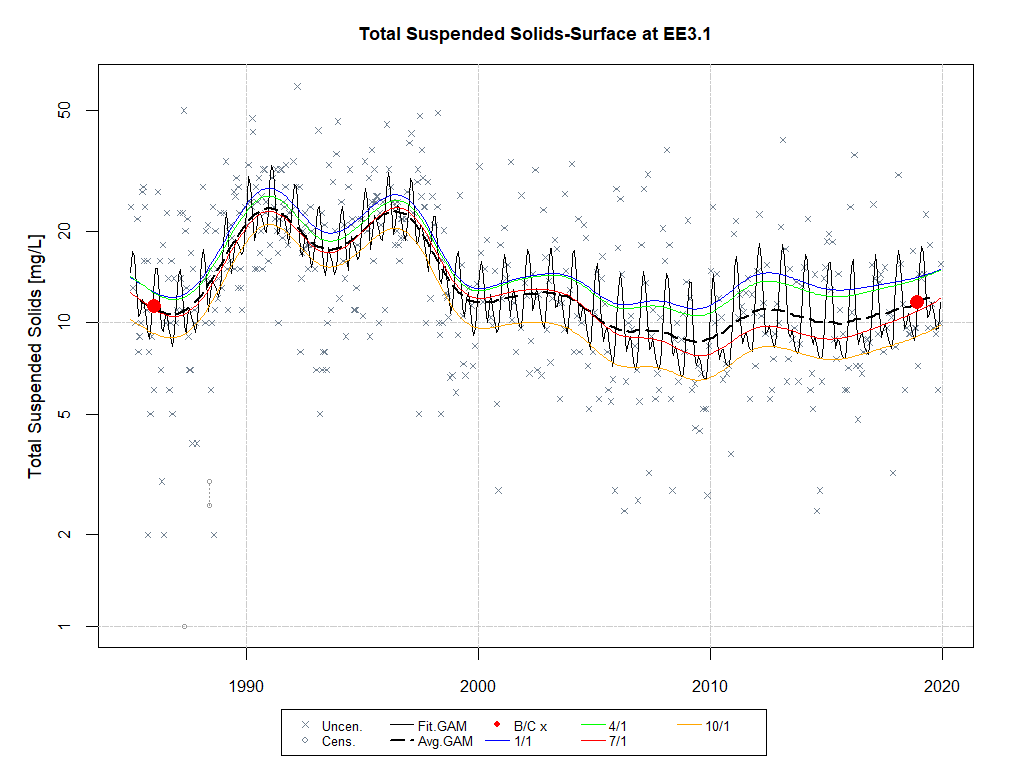 Total Suspended Solids-Surface at EE3.1
Total Suspended Solids [mg/L]
50
20
10
5
2
1
1990 2000 2010 2020
Uncen. Fit.GAM B/C x 4/1 10/1
Cens. Avg.GAM 1/1 7/1